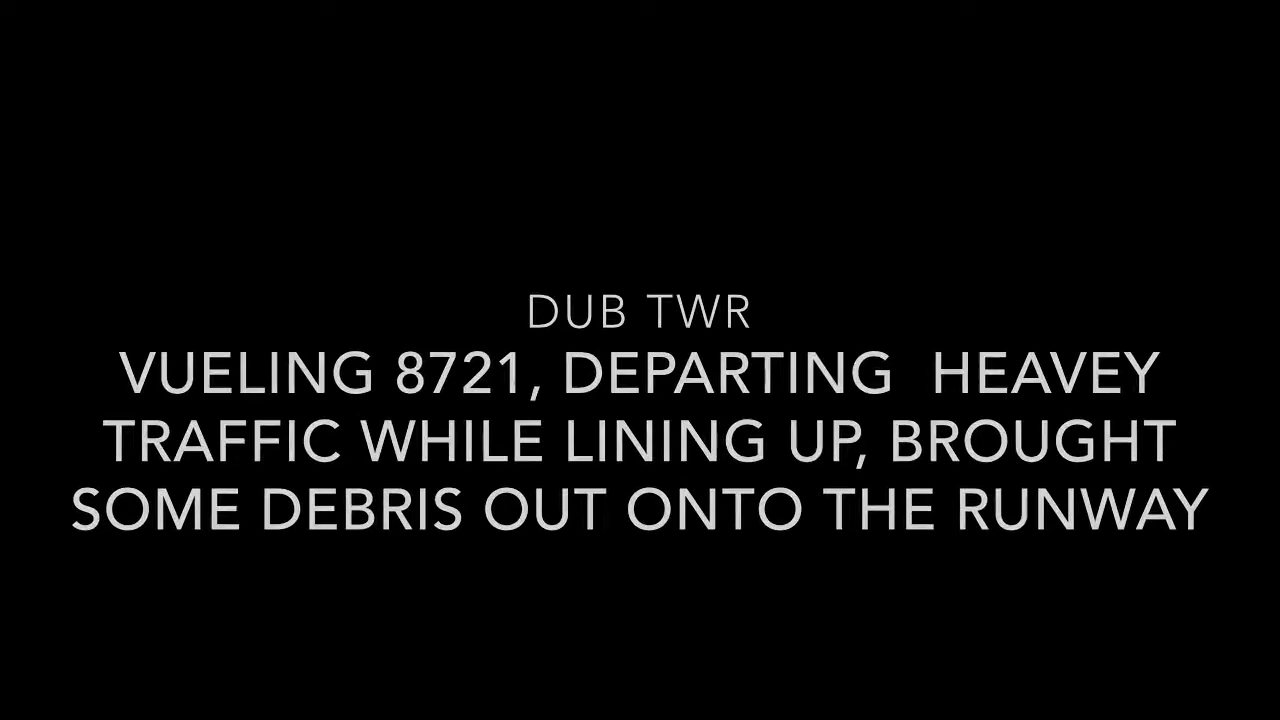 DUB TWR
VUELING 8721, DEPARTING  HEAVEY
TRAFFIC WHILE LINING UP, BROUGHT
SOME DEBRIS OUT ONTO THE RUNWAY